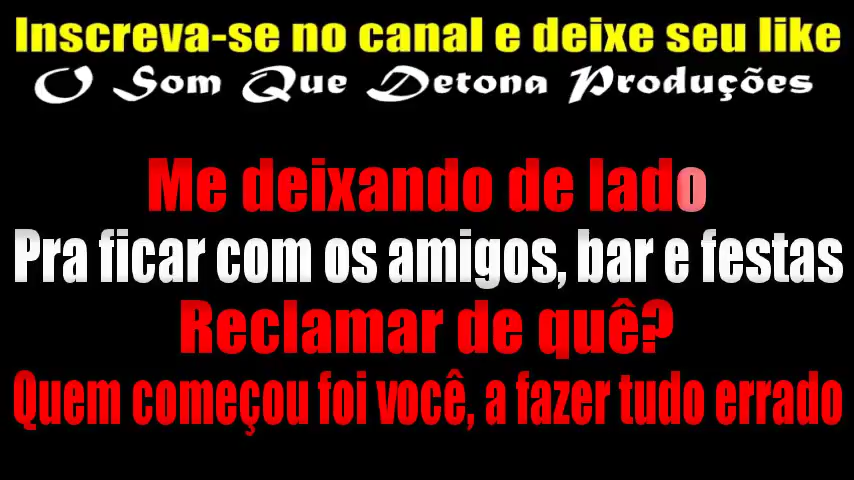 Inscreva-se no canal e deixe seu like
O Som Que Detona Produções
Me deixando de lado
Pra ficar com os amigos, bar e festas
Reclamar de quê?
Quem começou foi você, a fazer tudo errado